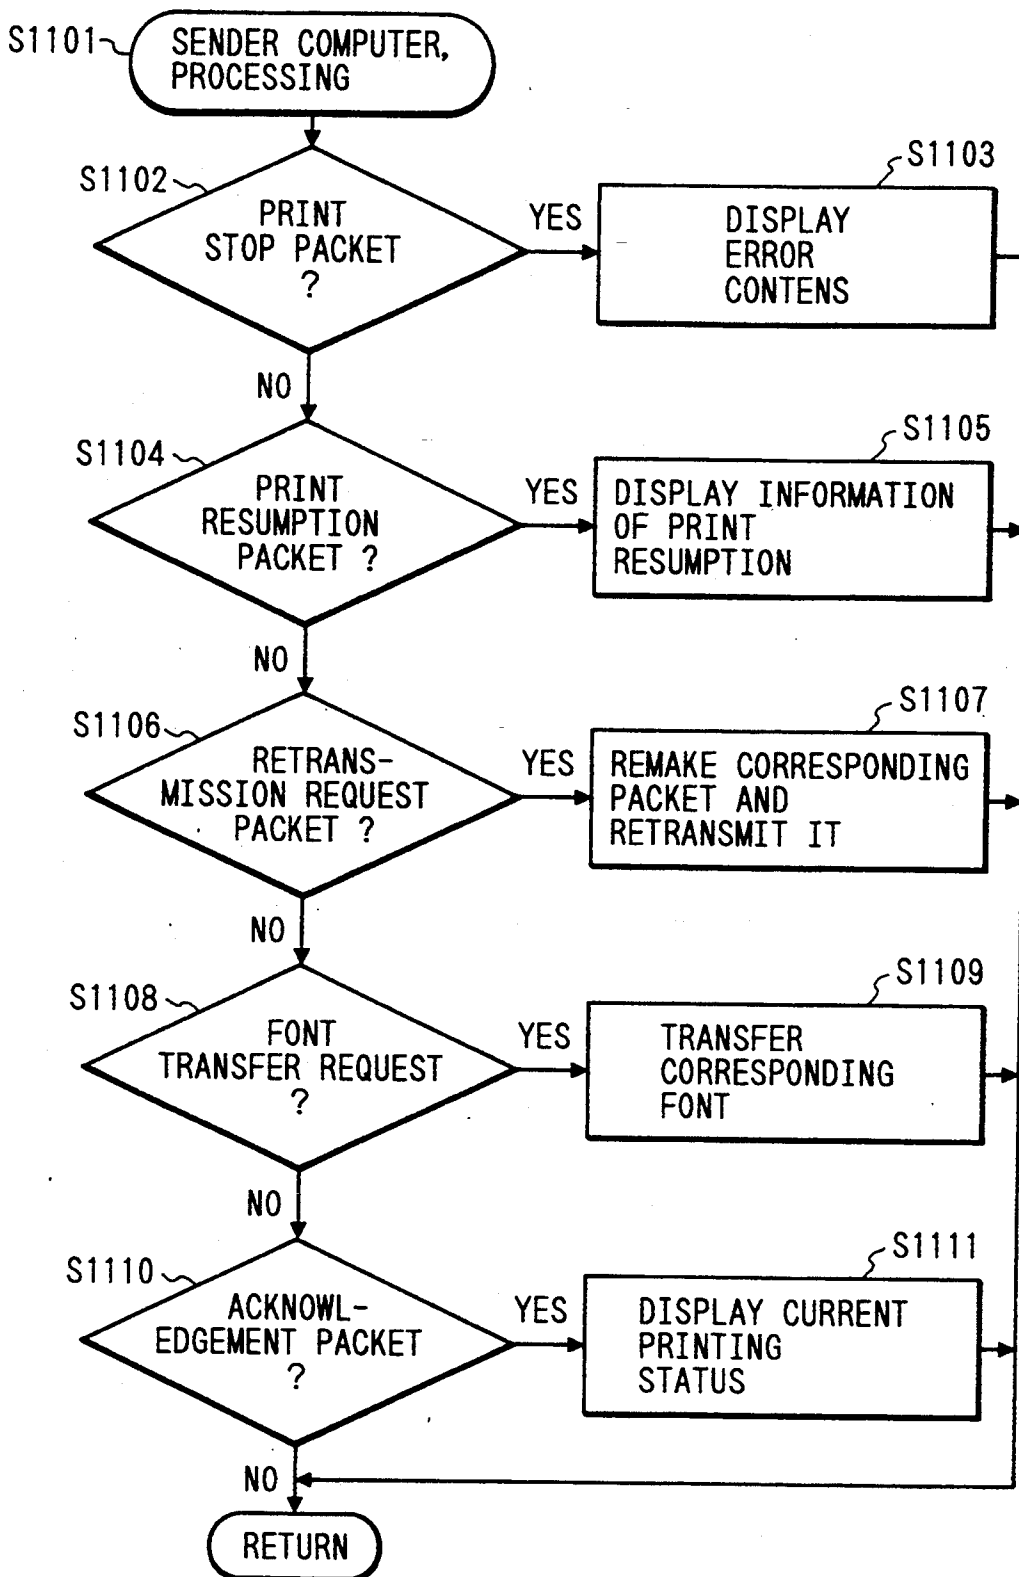 S1101
SENDER COMPUTER,
PROCESSING
S1102
PRINT
STOP PACKET
?
YES
S1103
DISPLAY
ERROR
CONTENS
NO
S1104
PRINT
RESUMPTION
PACKET ?
YES
S1105
DISPLAY INFORMATION
OF PRINT
RESUMPTION
NO
S1106
RETRANS-
MISSION REQUEST
PACKET ?
YES
S1107
REMAKE CORRESPONDING
PACKET AND
RETRANSMIT IT
NO
S1108
FONT
TRANSFER REQUEST
?
YES
S1109
TRANSFER
CORRESPONDING
FONT
NO
S1110
ACKNOWL-
EDGEMENT PACKET
?
YES
S1111
DISPLAY CURRENT
PRINTING
STATUS
NO
RETURN